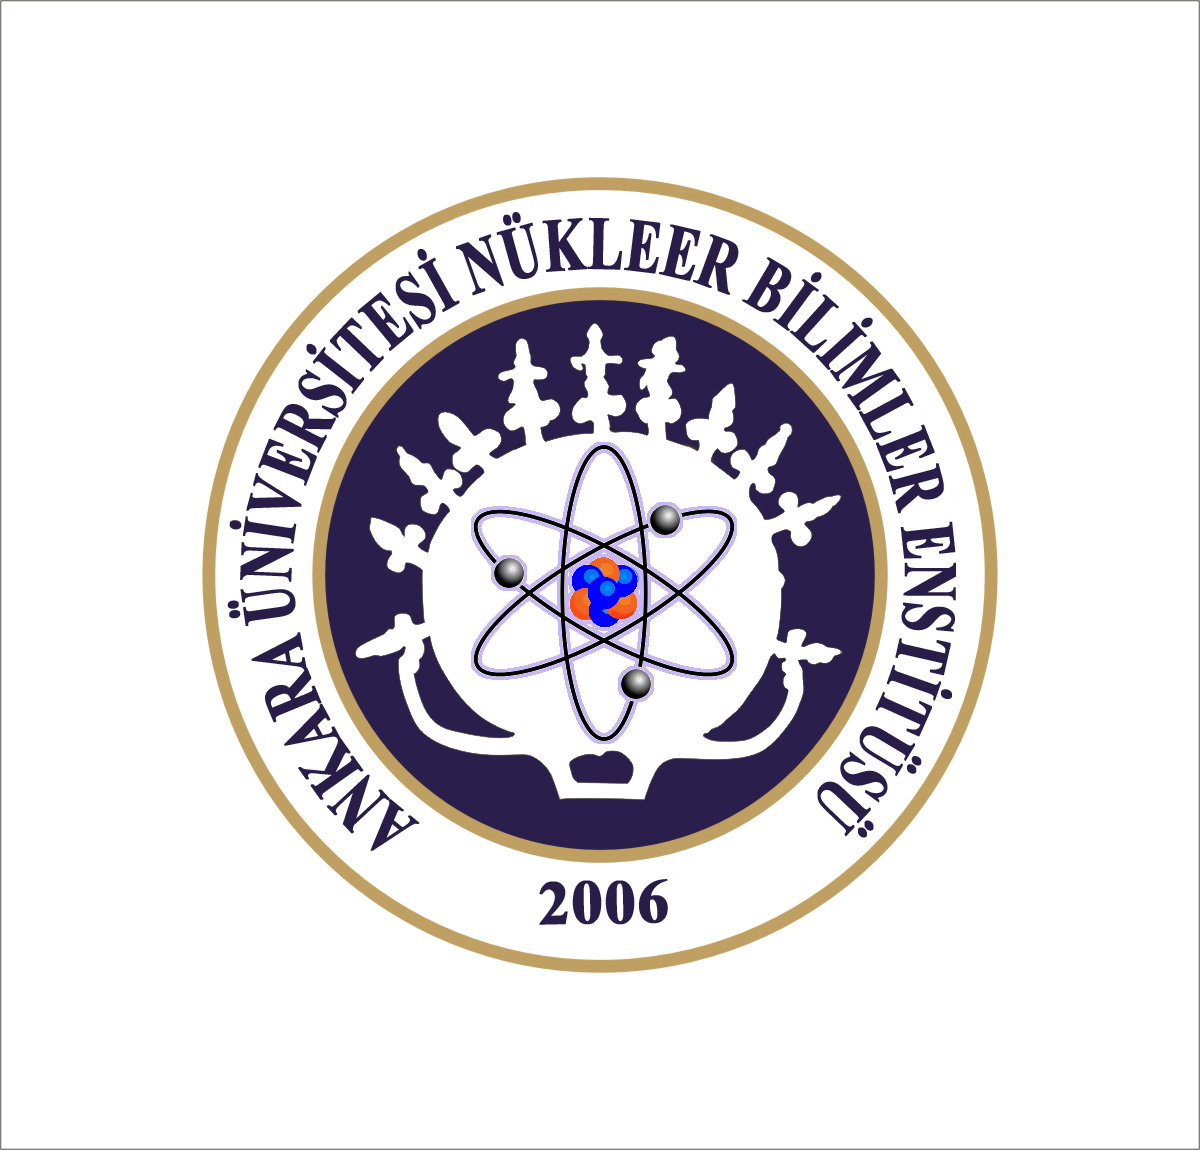 ANKARA ÜNİVERSİTESİ NÜKLEER BİLİMLER ENSTİTÜSÜ
2006